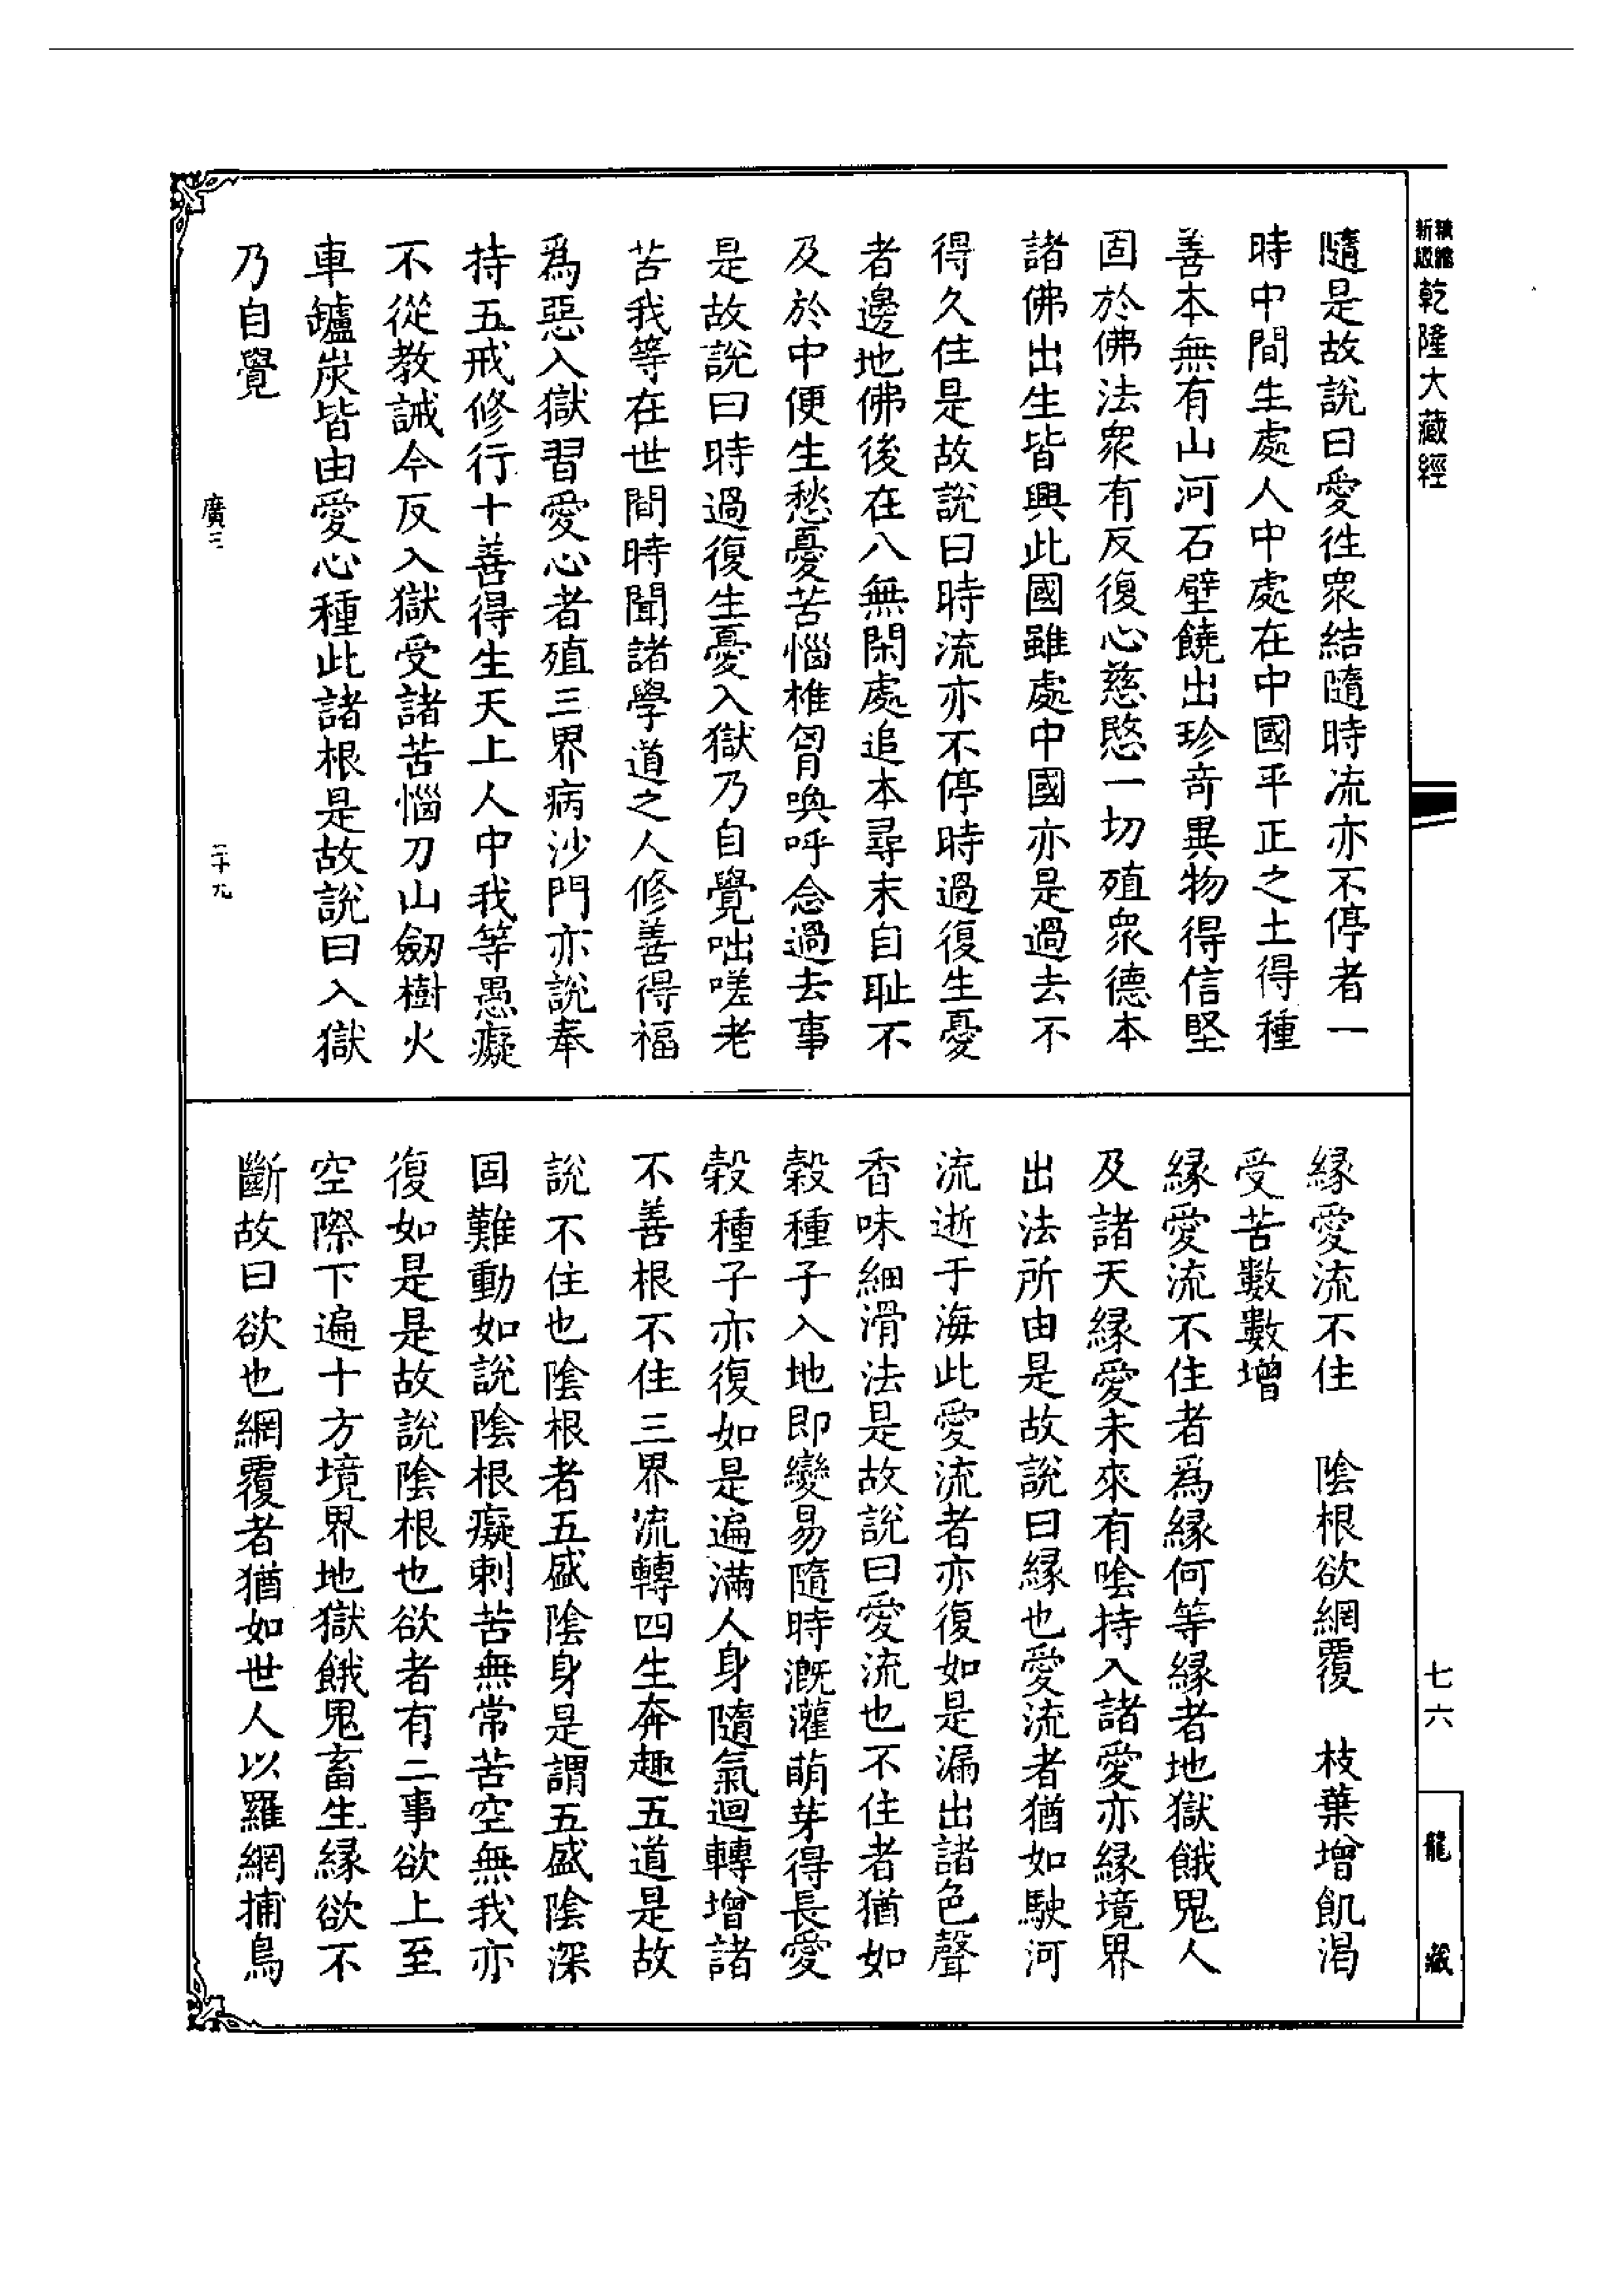 新編縮緝乾隆大藏經
隨是故說曰愛徃衆結隨時流亦不停者一
時中間生處人中處在中國平正之土得種
善本無有山河石壁饒出珍奇異物得信堅
固於佛法衆有反復心慈愍一切殖衆德本
諸佛出生皆興此國雖處中國亦是過去不
得久住是故說曰時流亦不停時過復生憂
者邊地佛後在八無閑處追本尋末自耻不
及於中便生愁憂苦惱椎胷喚呼念過去事
是故說曰時過復生憂入獄乃自覺咄嗟老
苦我等在世間時聞諸學道之人修善得福
爲惡入獄習愛心者殖三界病沙門亦說奉
持五戒修行十善得生天上人中我等愚癡
不從教誡今反入獄受諸苦惱刀山劒樹火
車鑪炭皆由愛心種此諸根是故說曰入獄
乃自覺
廣三
二十九
緣愛流不住　陰根欲網覆　枝葉增飢渴
受苦數數增
緣愛流不住者爲緣何等緣者地獄餓鬼人
及諸天緣愛未來有陰持入諸愛亦緣境界
出法所由是故說曰緣也愛流者猶如駛河
流逝于海此愛流者亦復如是漏出諸色聲
香味細滑法是故說曰愛流也不住者猶如
穀種子入地即變易隨時溉灌萌芽得長愛
穀種子亦復如是遍滿人身隨氣迴轉增諸
不善根不住三界流轉四生奔趣五道是故
說不住也陰根者五盛陰身是謂五盛陰深
固難動如說陰根癡剌苦無常苦空無我亦
復如是是故說陰根也欲者有二事欲上至
空際下遍十方境界地獄餓鬼畜生緣欲不
斷故曰欲也網覆者猶如世人以羅網捕鳥
七六
龍藏